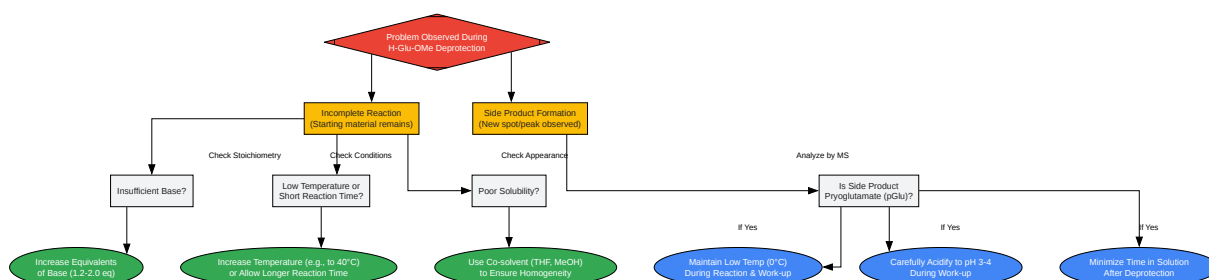 Problem Observed During
H-Glu-OMe Deprotection
Incomplete Reaction
(Starting material remains)
Side Product Formation
(New spot/peak observed)
Check Stoichiometry
Check Conditions
Check Appearance
Analyze by MS
Insufficient Base?
Low Temperature or
Short Reaction Time?
Poor Solubility?
Is Side Product
Pryoglutamate (pGlu)?
If Yes
If Yes
If Yes
Increase Equivalents
of Base (1.2-2.0 eq)
Increase Temperature (e.g., to 40°C)
or Allow Longer Reaction Time
Use Co-solvent (THF, MeOH)
to Ensure Homogeneity
Maintain Low Temp (0°C)
During Reaction & Work-up
Carefully Acidify to pH 3-4
During Work-up
Minimize Time in Solution
After Deprotection